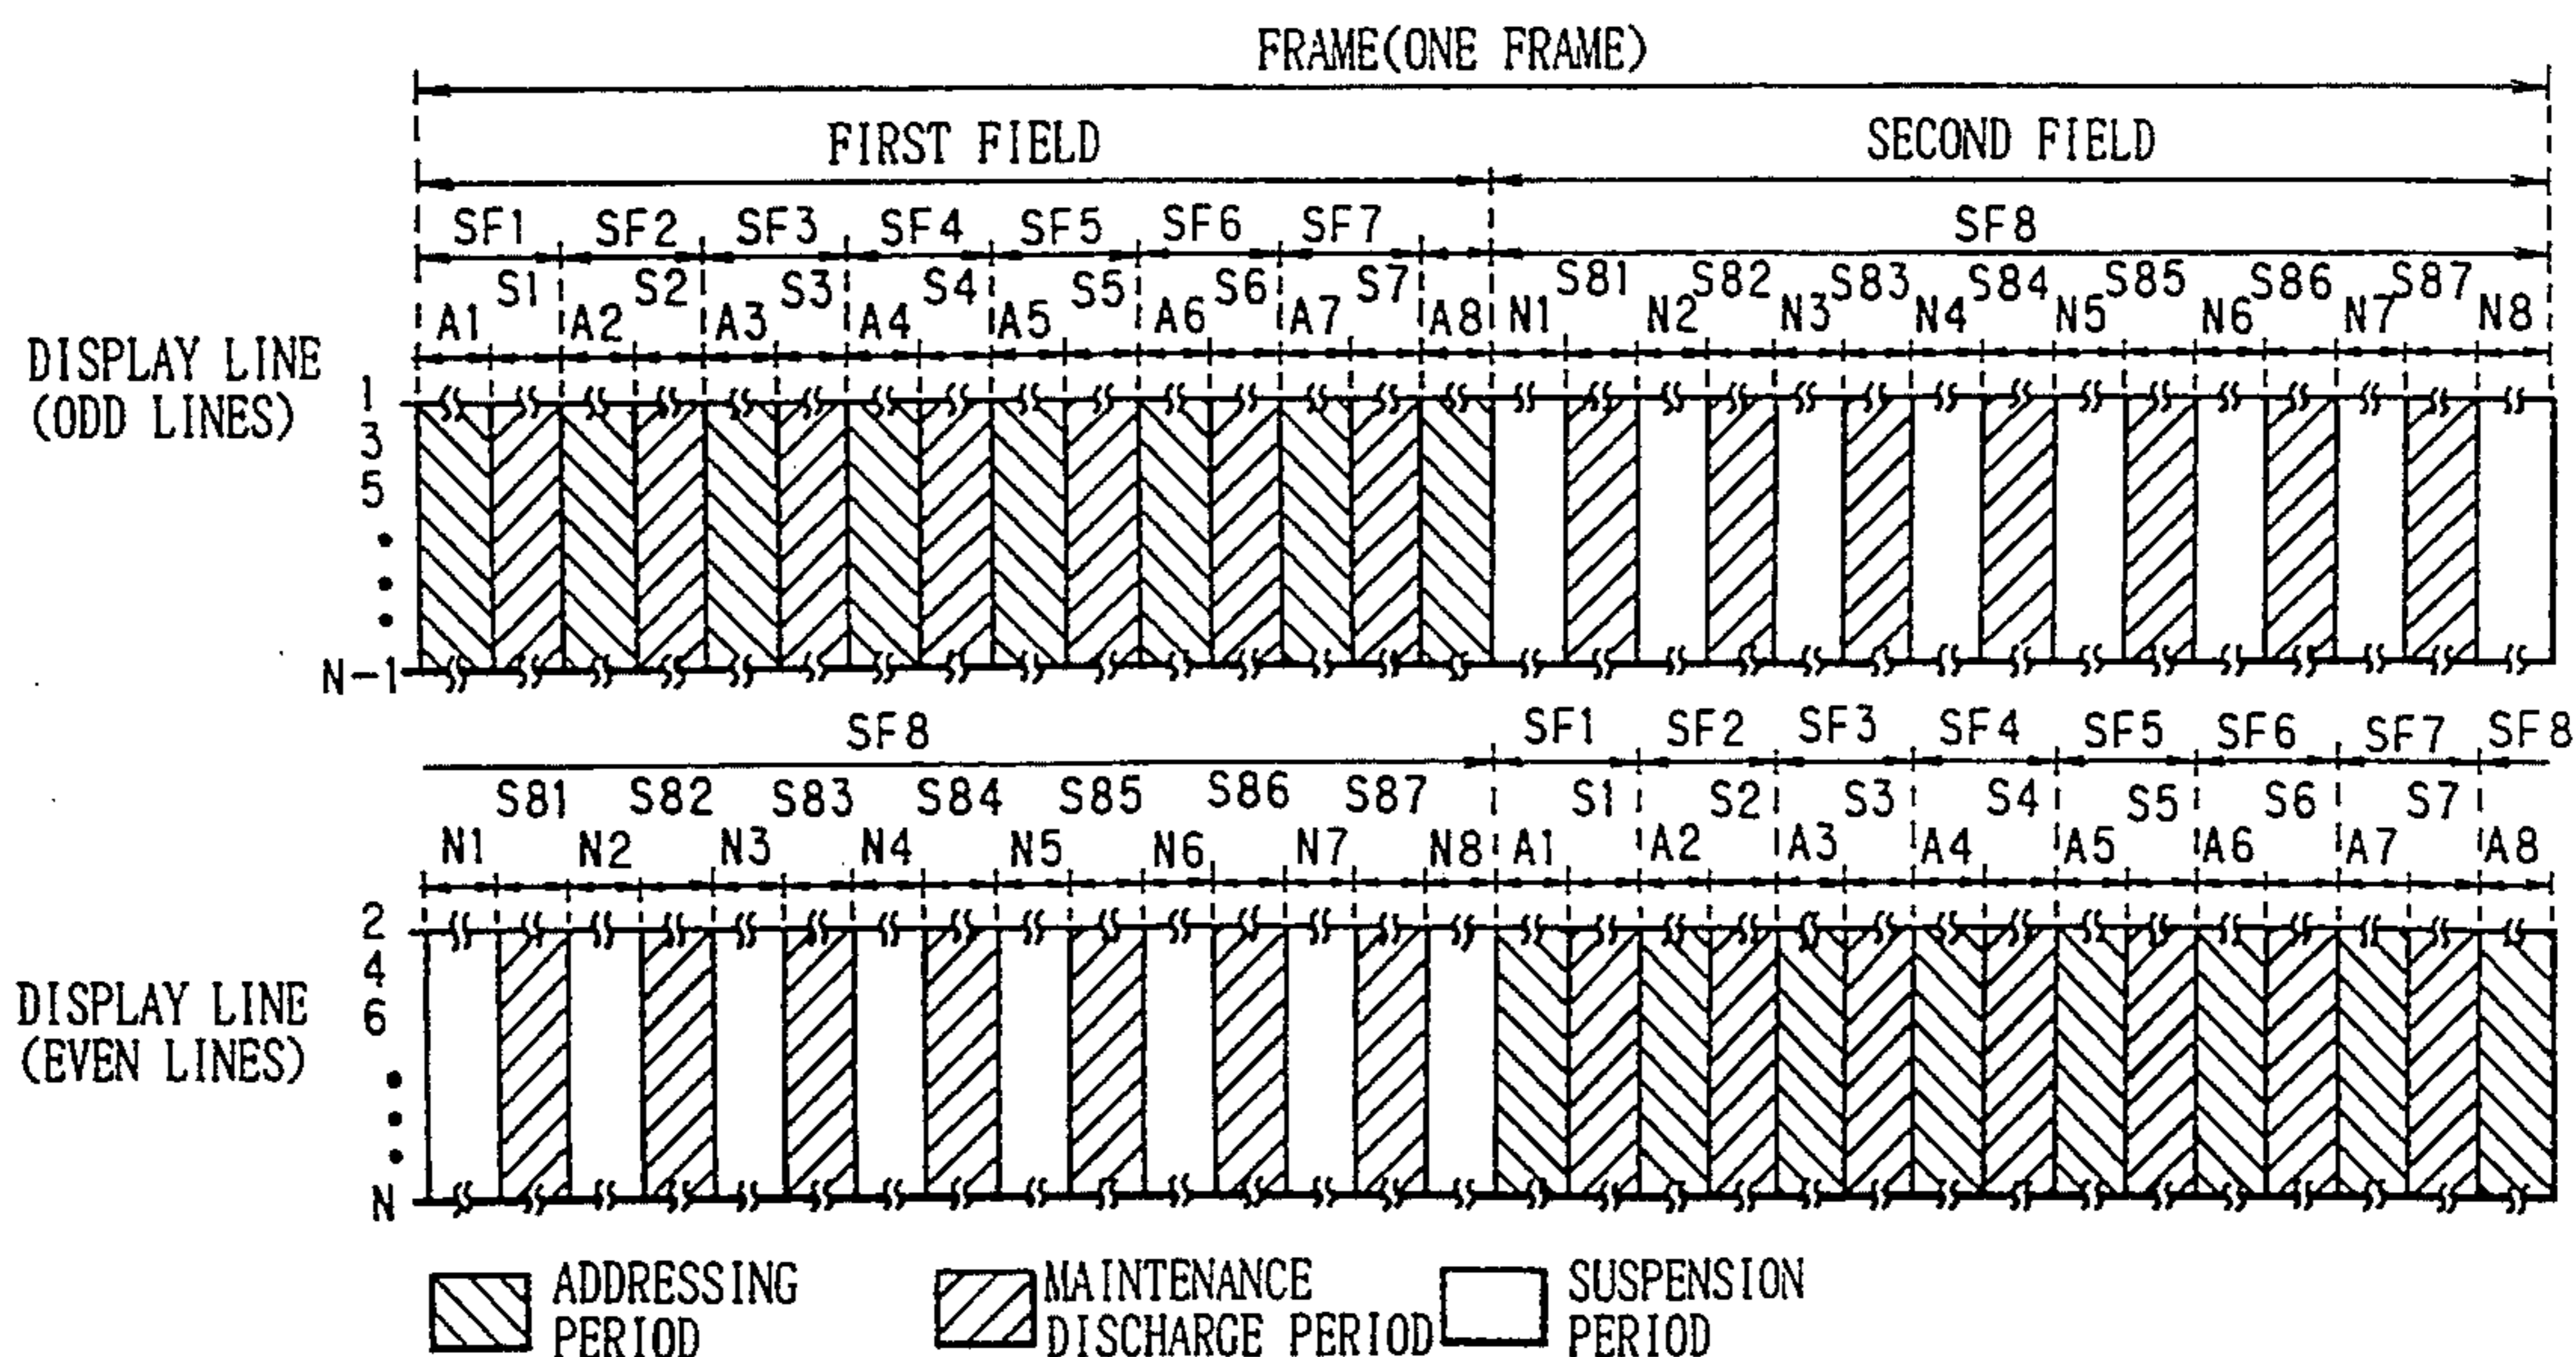 FRAME(ONE FRAME)
FIRST FIELD SECOND FIELD
SF1 SF2 SF3 SF4 SF5 SF6 SF7 SF8
S1 S2 S3 S4 S5 S6 S7 S81 S82 S83 S84 S85 S86 S87
A1 A2 A3 A4 A5 A6 A7 A8 N1 N2 N3 N4 N5 N6 N7 N8
DISPLAY LINE
(ODD LINES)
1
3
5
N-1
SF8 SF1 SF2 SF3 SF4 SF5 SF6 SF7 SF8
S81 S82 S83 S84 S85 S86 S87 S1 S2 S3 S4 S5 S6 S7
N1 N2 N3 N4 N5 N6 N7 N8 A1 A2 A3 A4 A5 A6 A7 A8
DISPLAY LINE
(EVEN LINES)
2
4
6
N
ADDRESSING
PERIOD
MAINTENANCE
DISCHARGE PERIOD
SUSPENSION
PERIOD